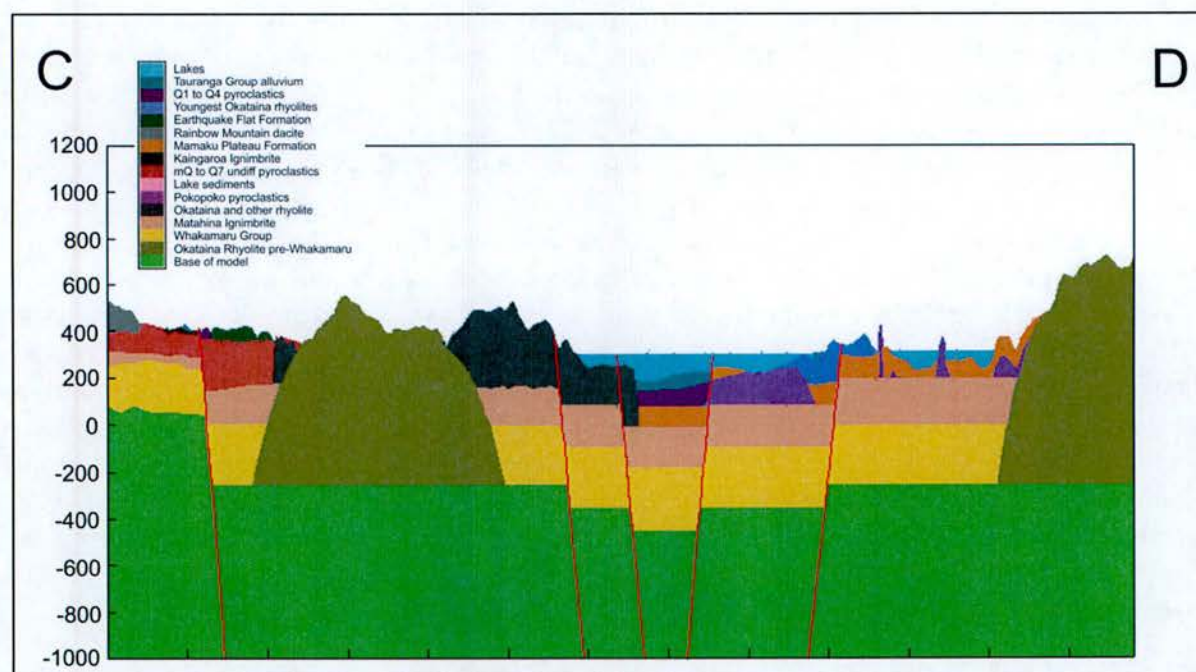 C
D
Lakes
Tauranga Group alluvium
Q1 to Q4 pyroclastics
Youngest Okataina rhyolites
Earthquake Flat Formation
Rainbow Mountain dacite
Mamaku Plateau Formation
Kaingaroa Ignimbrite
mQ to Q7 undiff pyroclastics
Lake sediments
Pokopoko pyroclastics
Okataina and other rhyolite
Matahina Ignimbrite
Whakamaru Group
Okataina Rhyolite pre-Whakamaru
Base of model
1200
1000
800
600
400
200
0
-200
-400
-600
-800
-1000